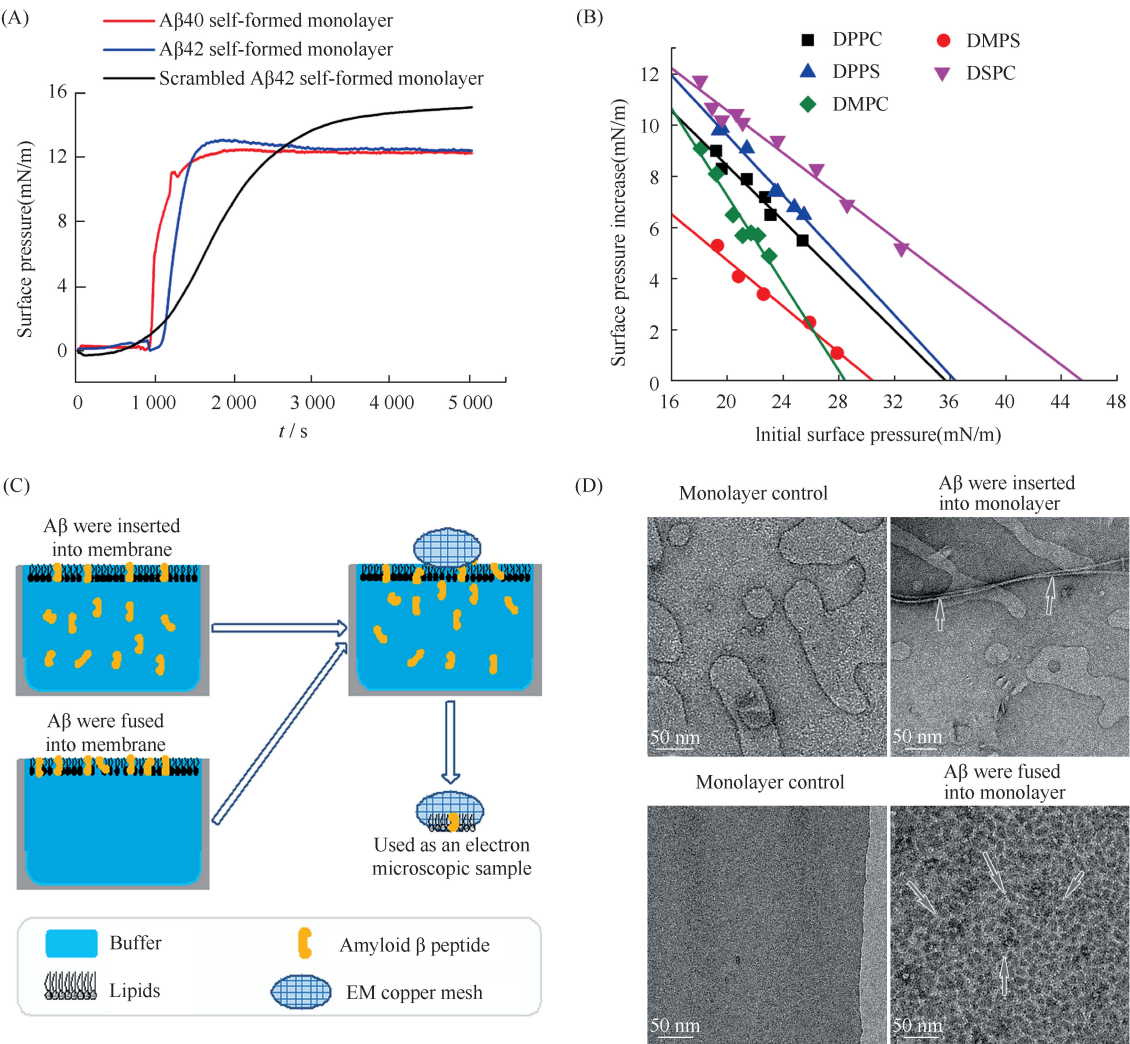 (A)
Aβ40 self-formed monolayer
Aβ42 self-formed monolayer
Scrambled Aβ42 self-formed monolayer
Surface pressure(mN/m)
16
12
8
4
0
0
1 000
2 000
3 000
4 000
5 000
t / s
(B)
DPPC
DMPS
DPPS
DSPC
DMPC
Surface pressure increase(mN/m)
12
10
8
6
4
2
0
16
20
24
28
32
36
40
44
48
Initial surface pressure(mN/m)
(C)
Aβ were inserted
into membrane
Aβ were fused
into membrane
Used as an electron
microscopic sample
Buffer
Amyloid β peptide
Lipids
EM copper mesh
(D)
Monolayer control
Aβ were inserted
into monolayer
50 nm
50 nm
Monolayer control
Aβ were fused
into monolayer
50 nm
50 nm